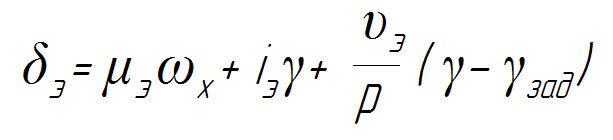 δэ = μэωx + iэγ + υэ/p (γ − γзад)